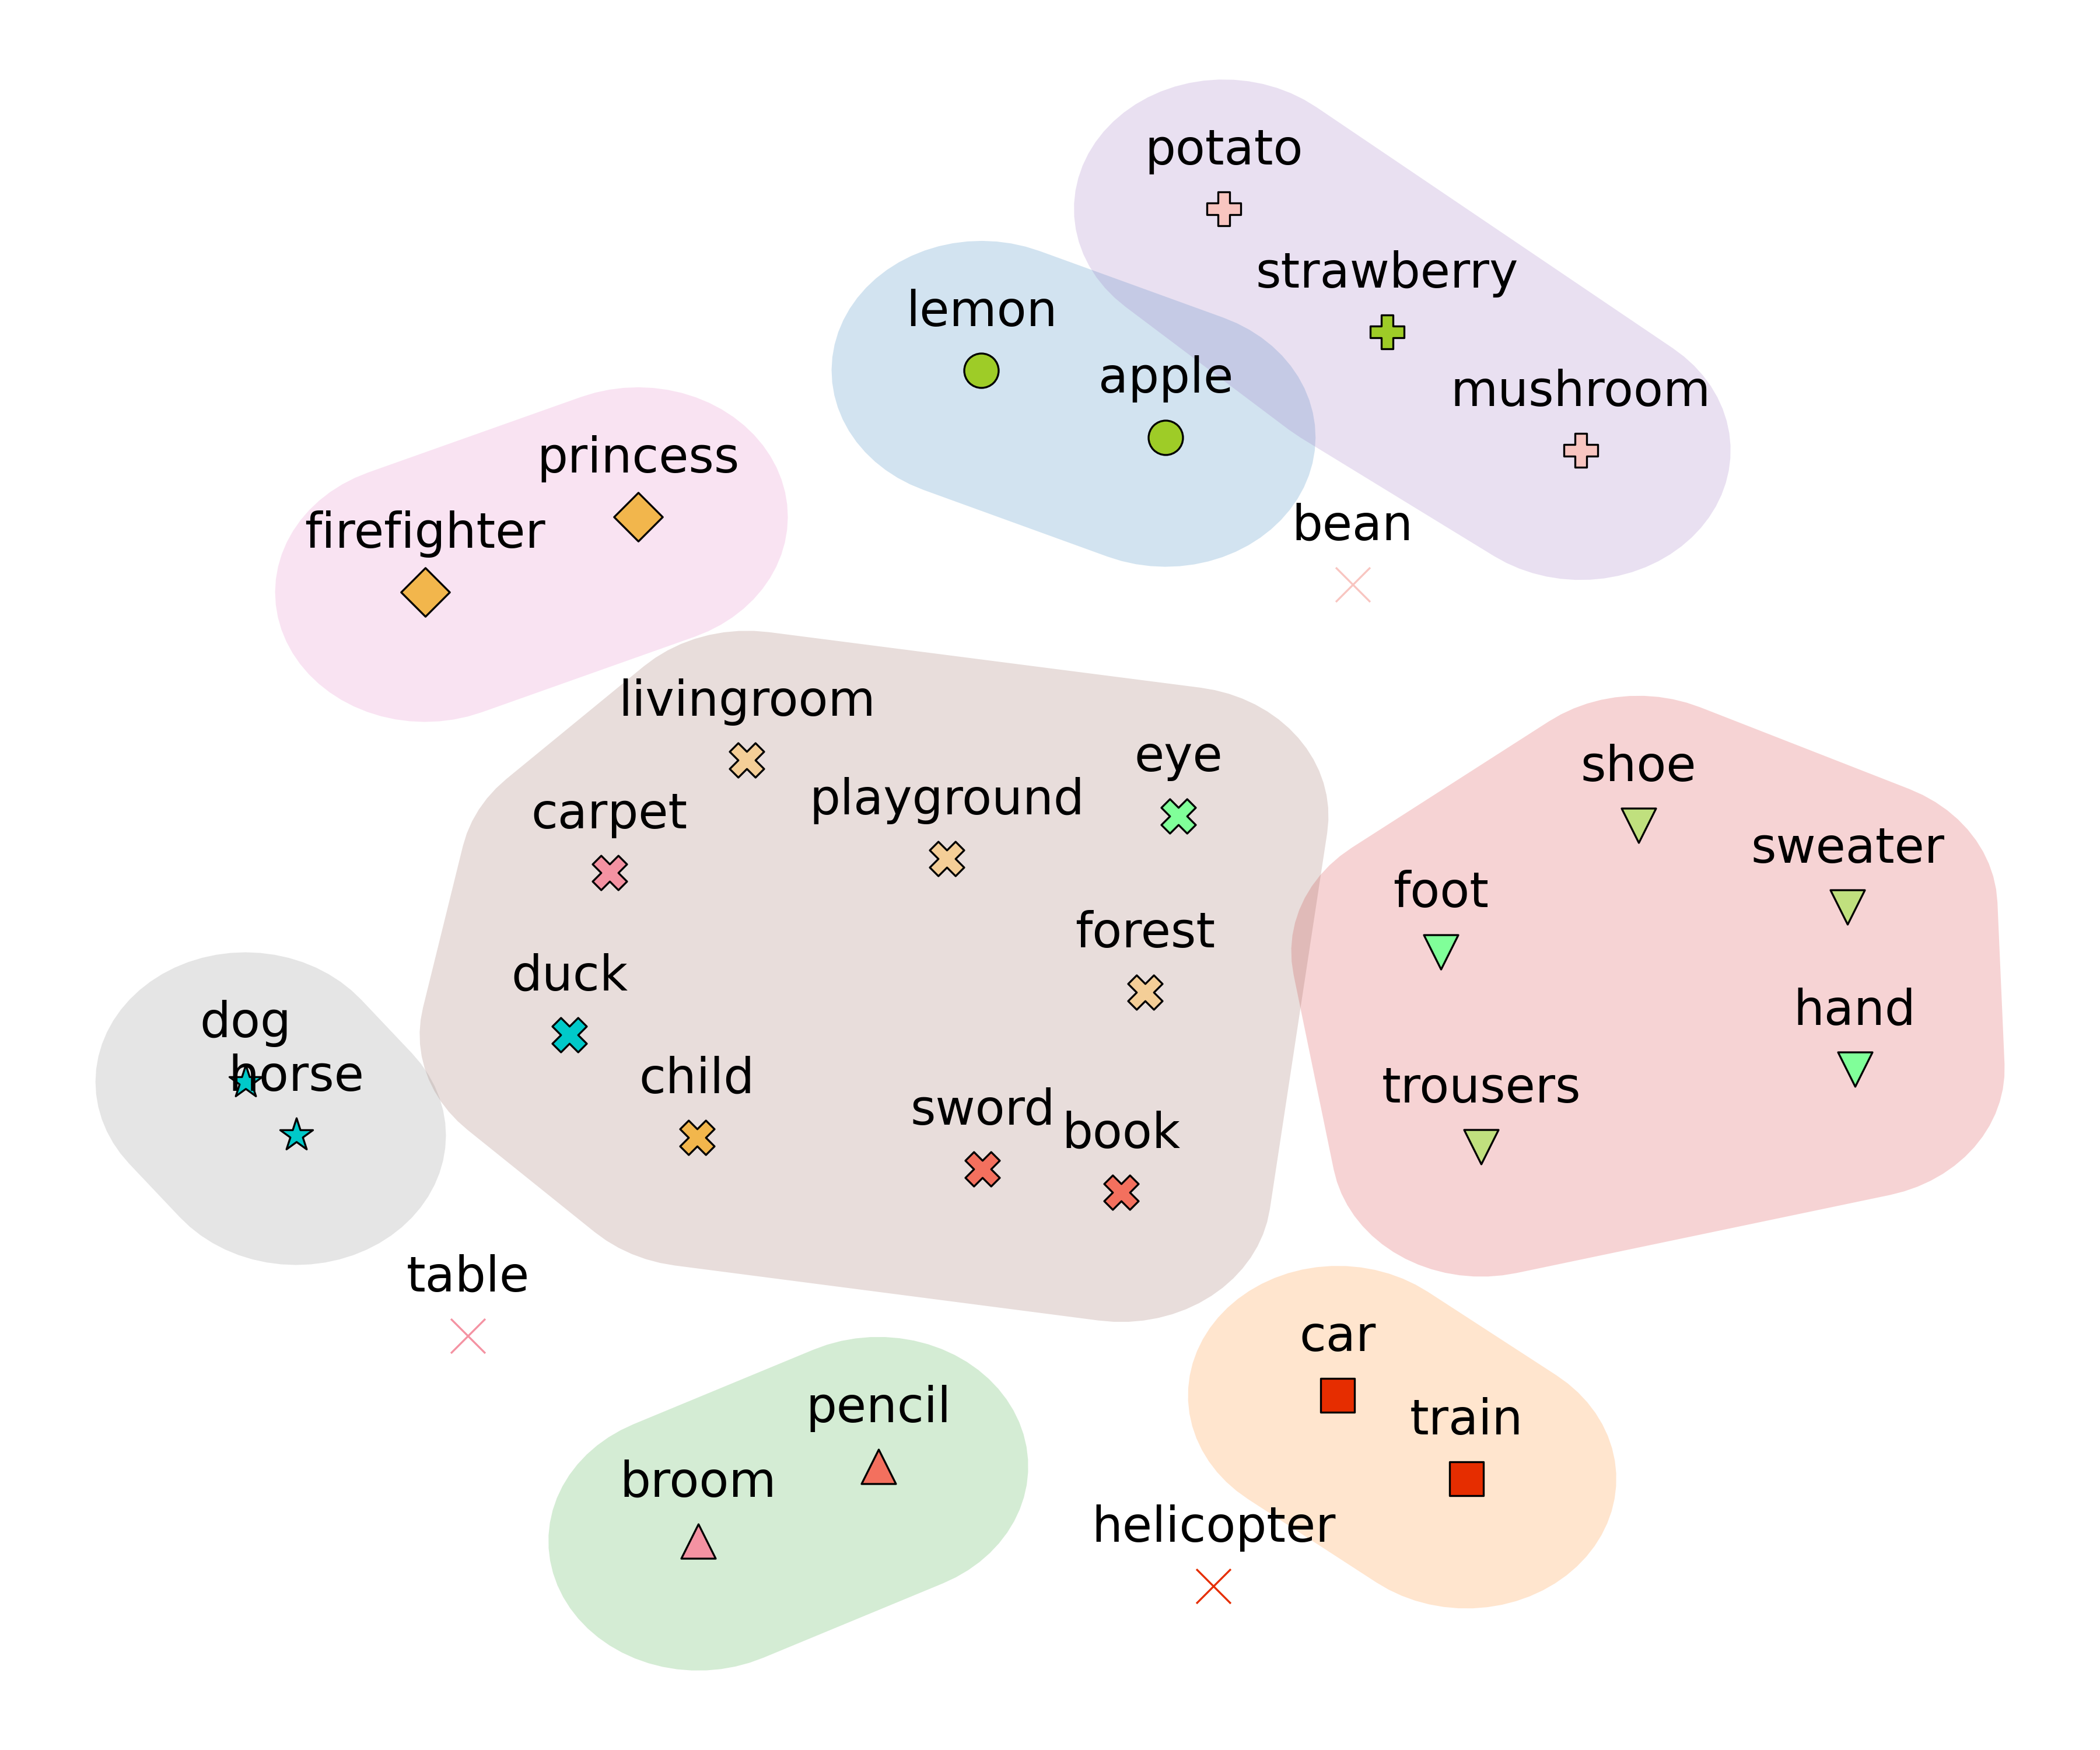 potato
strawberry
lemon
apple
mushroom
princess
firefighter
bean
livingroom
eye
playground
carpet
shoe
sweater
foot
forest
duck
hand
dog
horse
child
trousers
sword
book
table
car
pencil
train
broom
helicopter